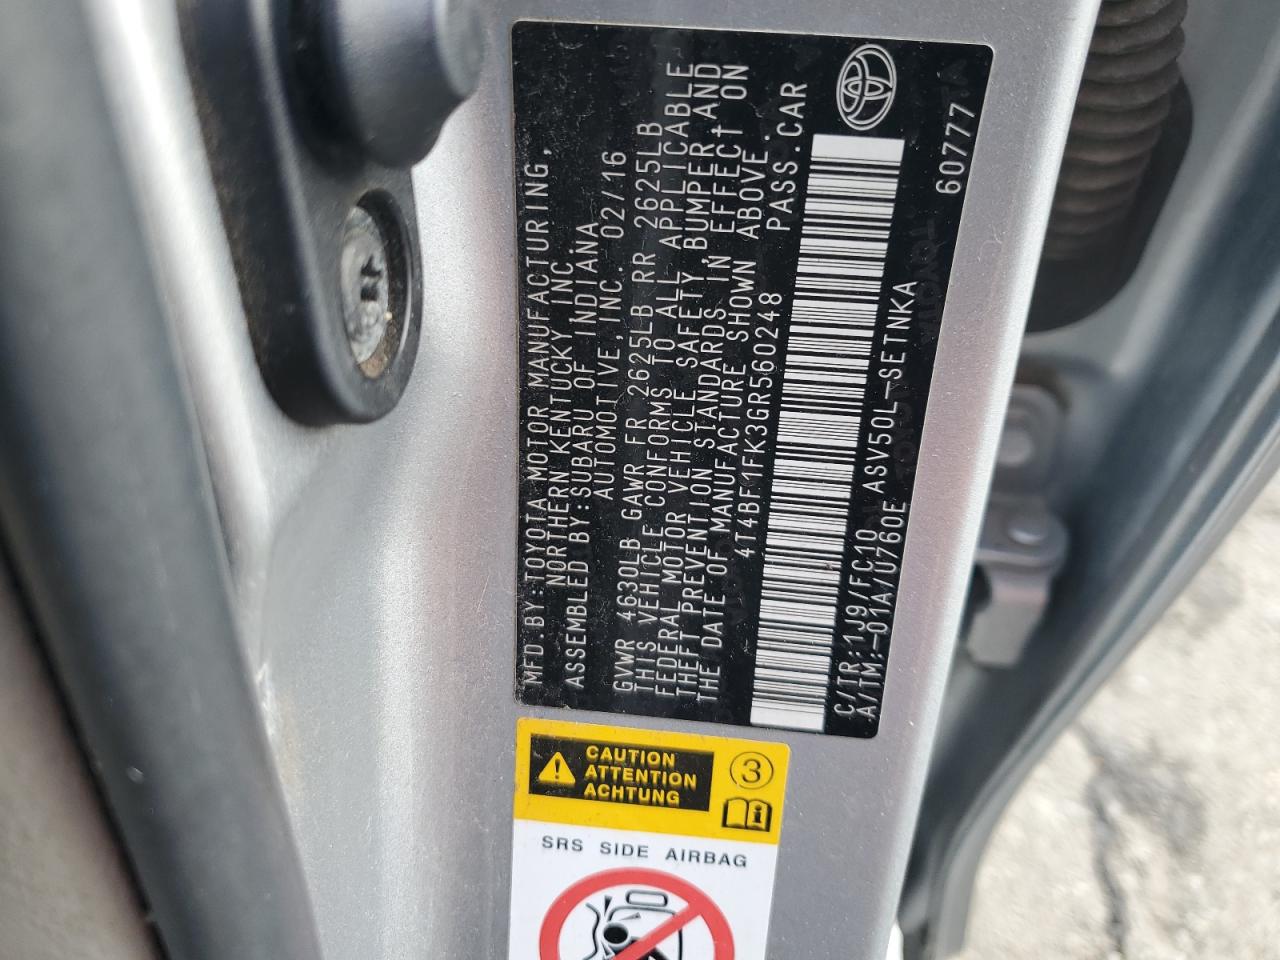 MFD.BY:TOYOTA MOTOR MANUFACTURING,
NORTHERN KENTUCKY,INC.
ASSEMBLED BY:SUBARU OF INDIANA
AUTOMOTIVE,INC. 02/16
GVWR 4630LB GAWR FR 2625LB RR 2625LB
THIS VEHICLE CONFORMS TO ALL APPLICABLE
FEDERAL MOTOR VEHICLE SAFETY,BUMPER,AND
THEFT PREVENTION STANDARDS IN EFFECT ON
THE DATE OF MANUFACTURE SHOWN ABOVE.
4T4BF1FK3GR560248 PASS.CAR
C/TR:1J9/FC10 ASV50L-SETNKA
A/TM:-01A/U760E
60777
CAUTION
ATTENTION
ACHTUNG
3
SRS SIDE AIRBAG